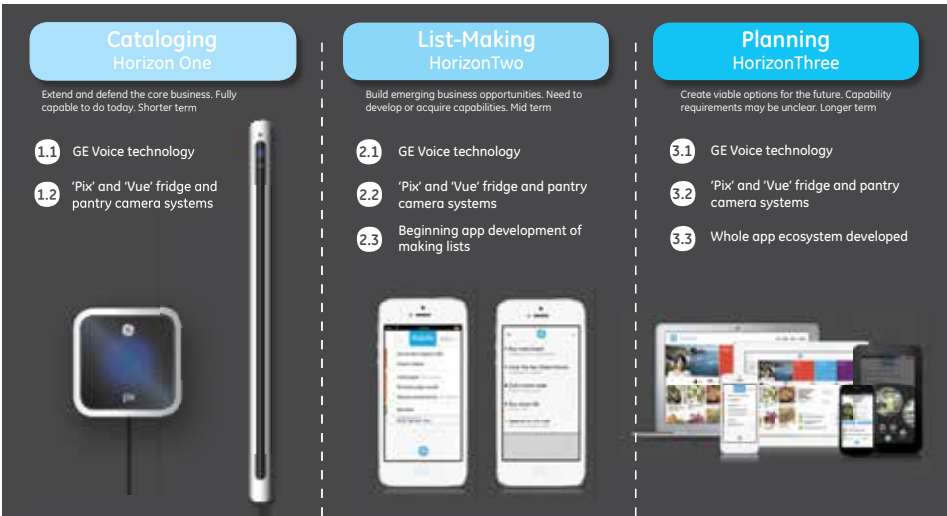 Cataloging
Horizon One
Extend and defend the core business. Fully
capable to do today. Shorter term
1.1 GE Voice technology
1.2 'Pix' and 'Vue' fridge and
pantry camera systems
pix
List-Making
HorizonTwo
Build emerging business opportunities. Need to
develop or acquire capabilities. Mid term
2.1 GE Voice technology
2.2 'Pix' and 'Vue' fridge and pantry
camera systems
2.3 Beginning app development of
making lists
Planning
HorizonThree
Create viable options for the future. Capability
requirements may be unclear. Longer term
3.1 GE Voice technology
3.2 'Pix' and 'Vue' fridge and pantry
camera systems
3.3 Whole app ecosystem developed